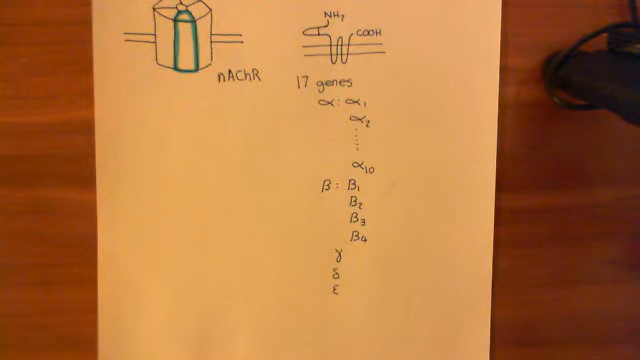 NH₂
COOH
nAChR
17 genes
α: α₁
α₂
⋮
α₁₀
β: β₁
β₂
β₃
β₄
γ
δ
ε